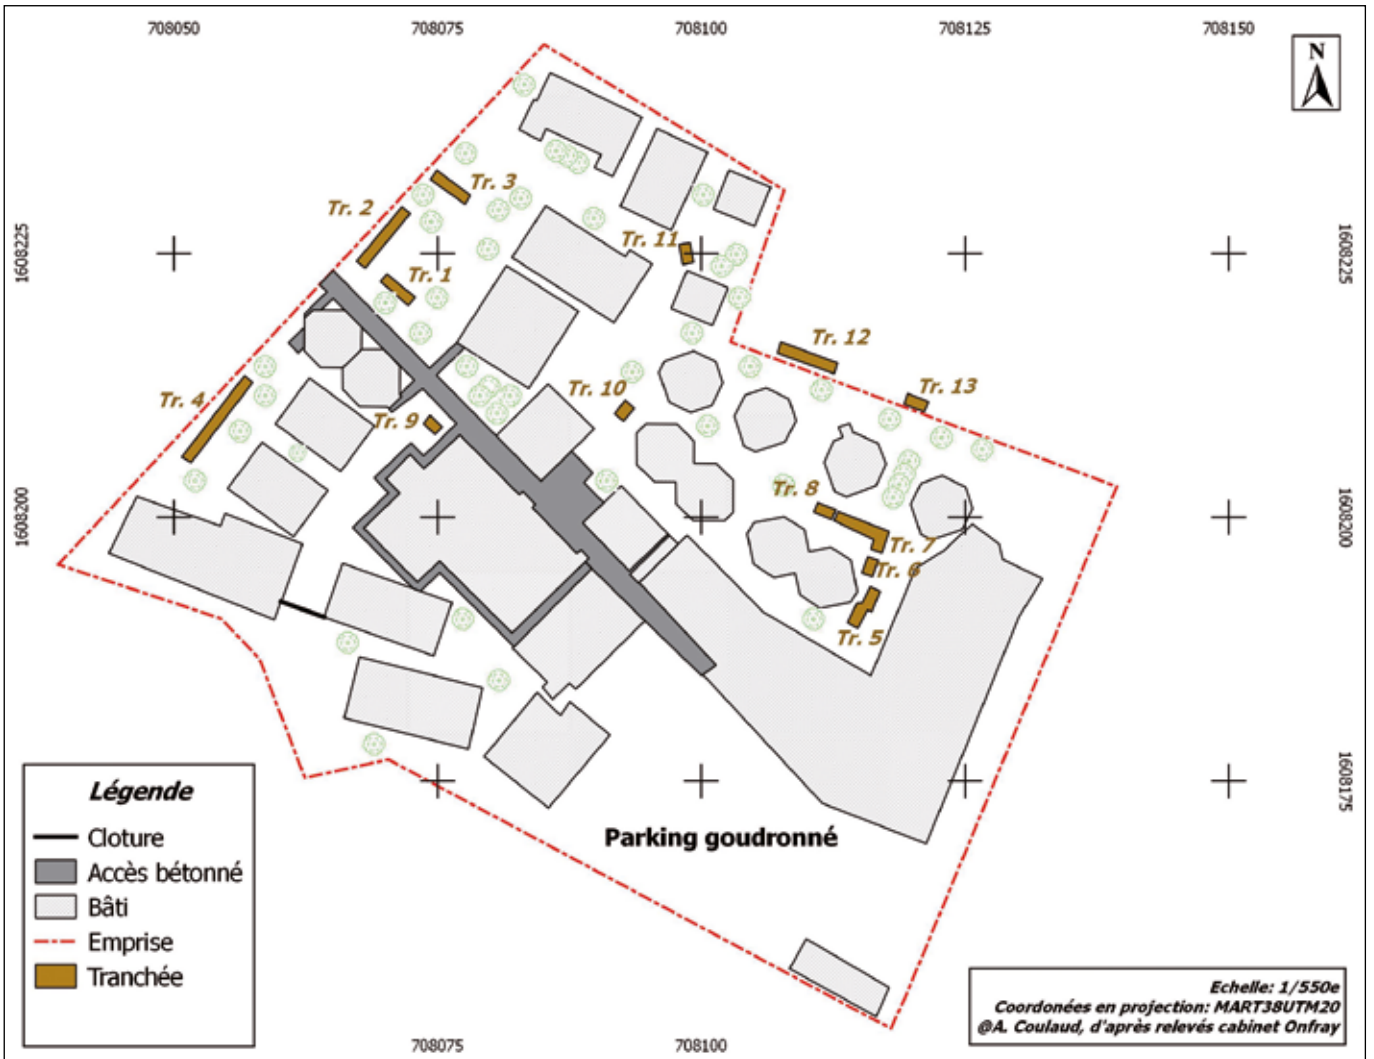 708050
708075
708100
708125
708150
N
Tr. 3
Tr. 2
Tr. 11
1608225
1608225
Tr. 1
Tr. 12
Tr. 13
Tr. 10
Tr. 4
Tr. 9
Tr. 8
1608200
1608200
Tr. 7
Tr. 6
Tr. 5
1608175
Parking goudronné
Légende
Cloture
Accès bétonné
Bâti
Emprise
Tranchée
Echelle: 1/550e
Coordonées en projection: MART38UTM20
@A. Coulaud, d'après relevés cabinet Onfray
708075
708100